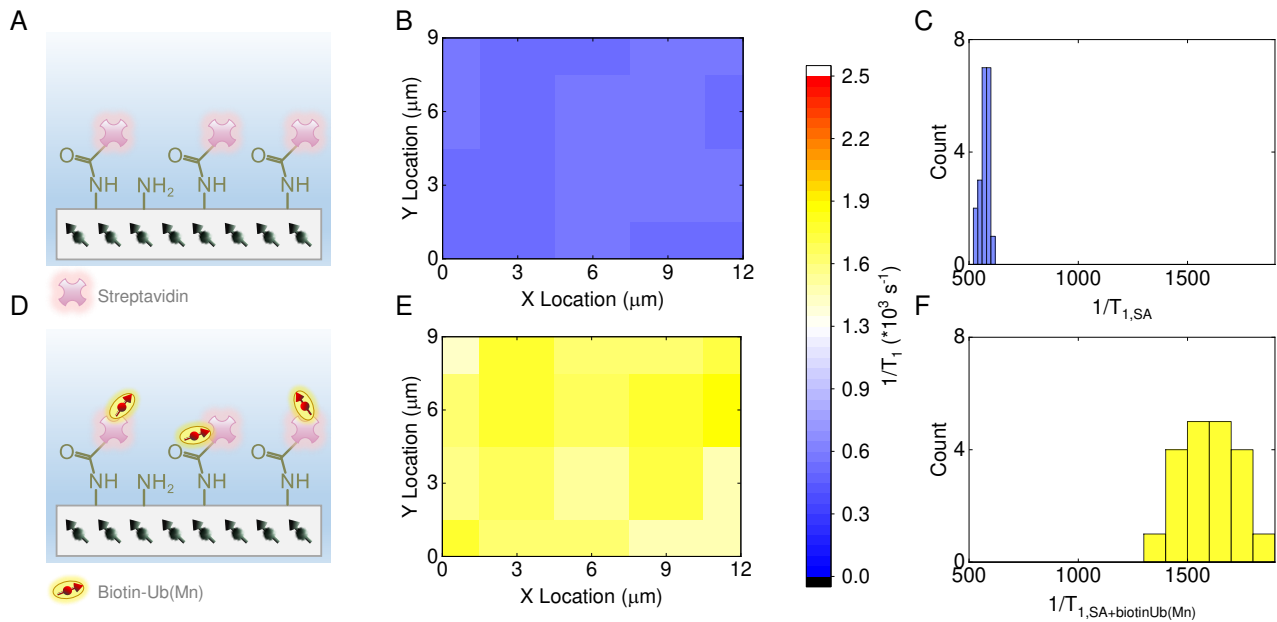 A
O
NH
NH2
O
NH
O
NH
Streptavidin
B
9
6
3
0
Y Location (μm)
0 3 6 9 12
X Location (μm)
2.5
2.2
1.9
1.6
1.3
0.9
0.6
0.3
0.0
1/T1 (*10³ s⁻¹)
C
8
4
0
Count
500 1000 1500
1/T1,SA
D
O
NH
NH2
O
NH
O
NH
Biotin-Ub(Mn)
E
9
6
3
0
Y Location (μm)
0 3 6 9 12
X Location (μm)
F
8
4
0
Count
500 1000 1500
1/T1,SA+biotinUb(Mn)